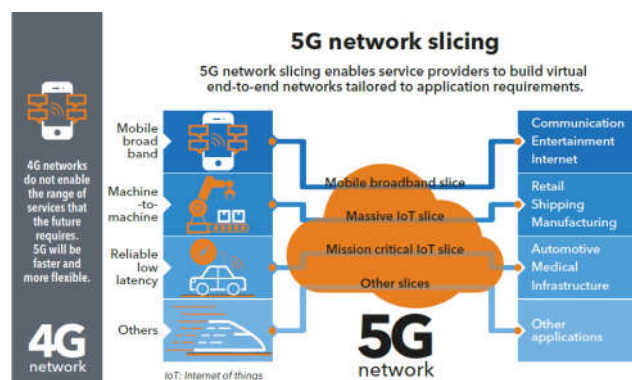 5G network slicing
5G network slicing enables service providers to build virtual
end-to-end networks tailored to application requirements.
4G networks
do not enable
the range of
services that
the future
requires.
5G will be
faster and
more flexible.
4G
network
Mobile
broad
band
Machine
-to-
machine
Reliable
low
latency
Others
Mobile broadband slice
Massive IoT slice
Mission critical IoT slice
Other slices
5G
network
Communication
Entertainment
Internet
Retail
Shipping
Manufacturing
Automotive
Medical
Infrastructure
Other
applications
IoT: Internet of things